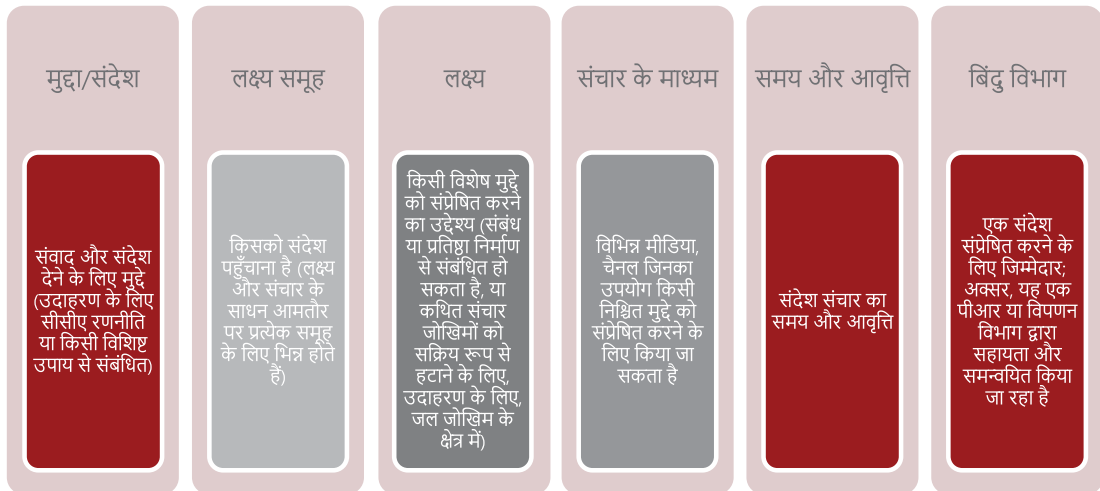 मुद्दा/संदेश
संवाद और संदेश
देने के लिए मुद्दे
(उदाहरण के लिए
सीसीए रणनीति
या किसी विशिष्ट
उपाय से संबंधित)
लक्ष्य समूह
किसको संदेश
पहुँचाना है (लक्ष्य
और संचार के
साधन आमतौर
पर प्रत्येक समूह
के लिए भिन्न होते
हैं)
लक्ष्य
किसी विशेष मुद्दे
को संप्रेषित करने
का उद्देश्य (संबंध
या प्रतिष्ठा निर्माण
से संबंधित हो
सकता है, या
कथित संचार
जोखिमों को
सक्रिय रूप से
हटाने के लिए,
उदाहरण के लिए,
जल जोखिम के
क्षेत्र में)
संचार के माध्यम
विभिन्न मीडिया,
चैनल जिनका
उपयोग किसी
निश्चित मुद्दे को
संप्रेषित करने के
लिए किया जा
सकता है
समय और आवृत्ति
संदेश संचार का
समय और आवृत्ति
बिंदु विभाग
एक संदेश
संप्रेषित करने के
लिए जिम्मेदार;
अक्सर, यह एक
पीआर या विपणन
विभाग द्वारा
सहायता और
समन्वयित किया
जा रहा है